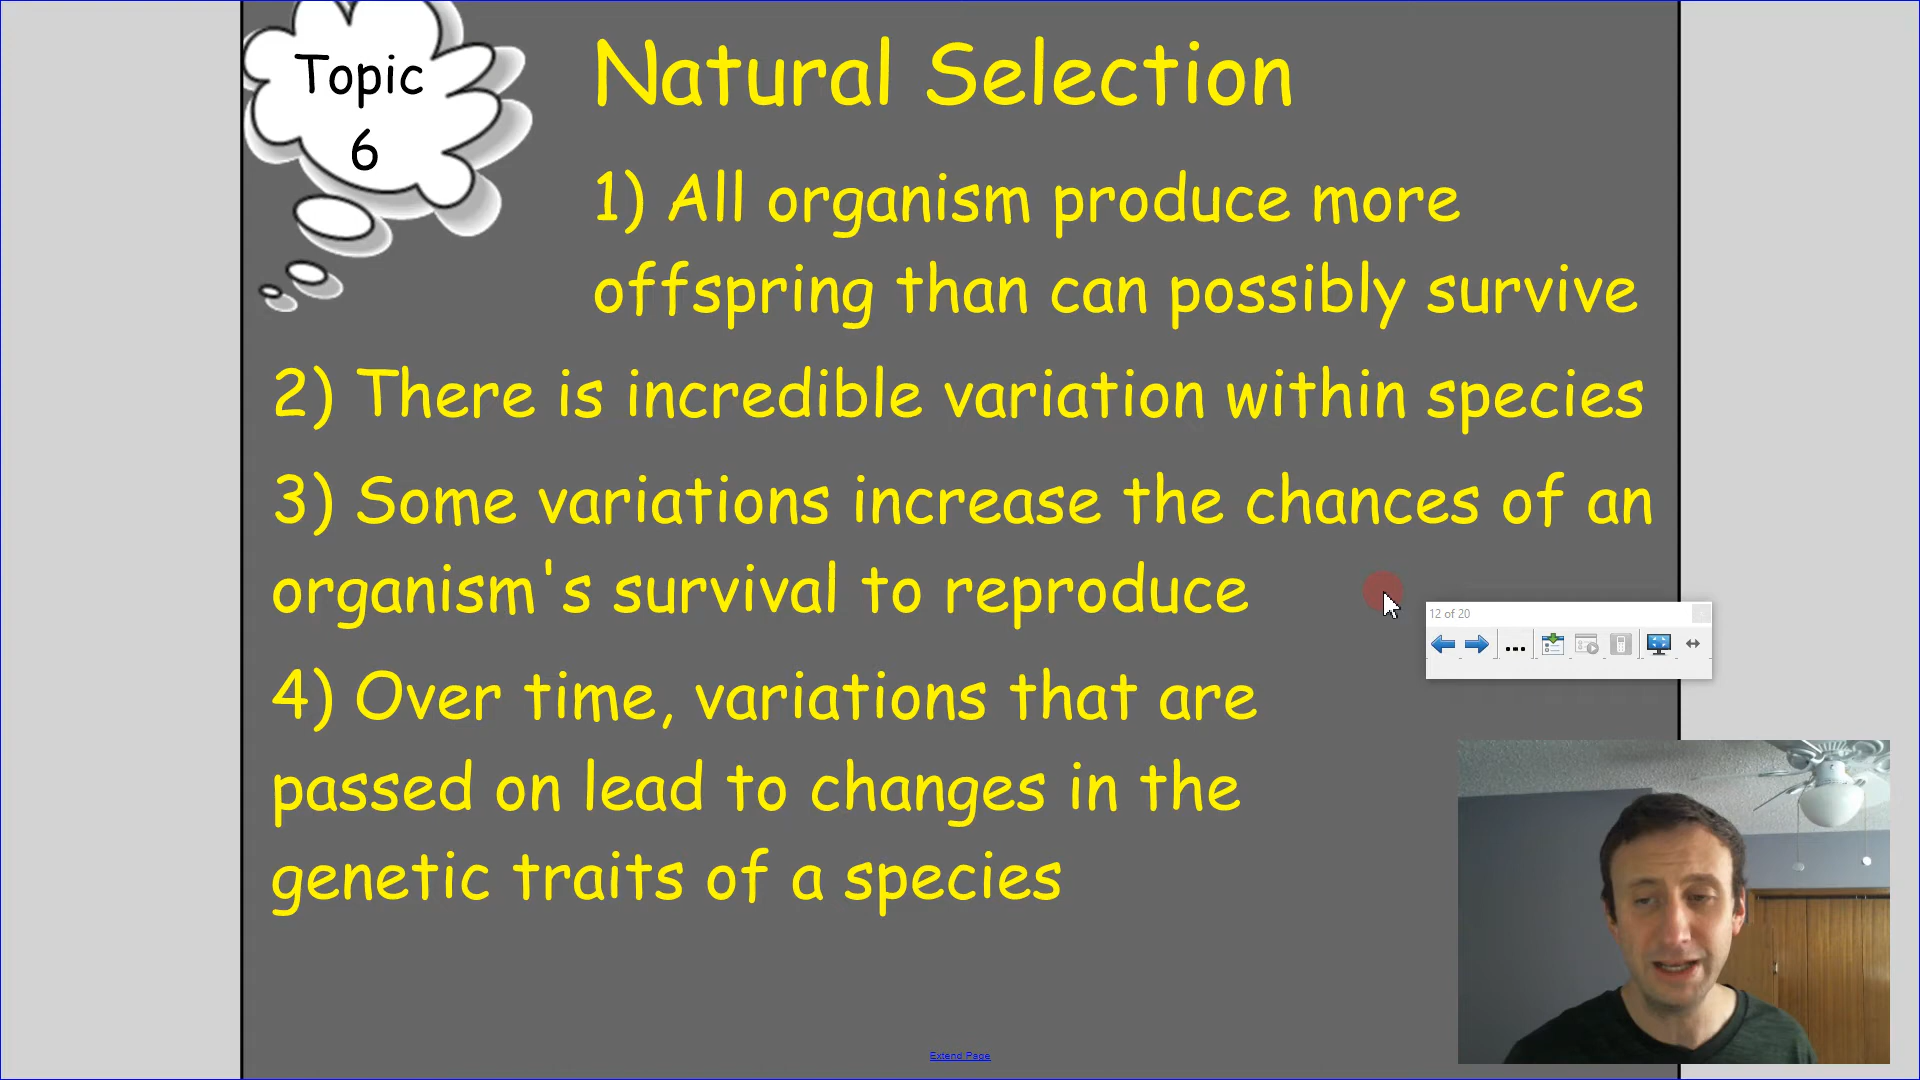 Topic
6
Natural Selection
1) All organism produce more
offspring than can possibly survive
2) There is incredible variation within species
3) Some variations increase the chances of an
organism's survival to reproduce
4) Over time, variations that are
passed on lead to changes in the
genetic traits of a species
12 of 20
Extend Page